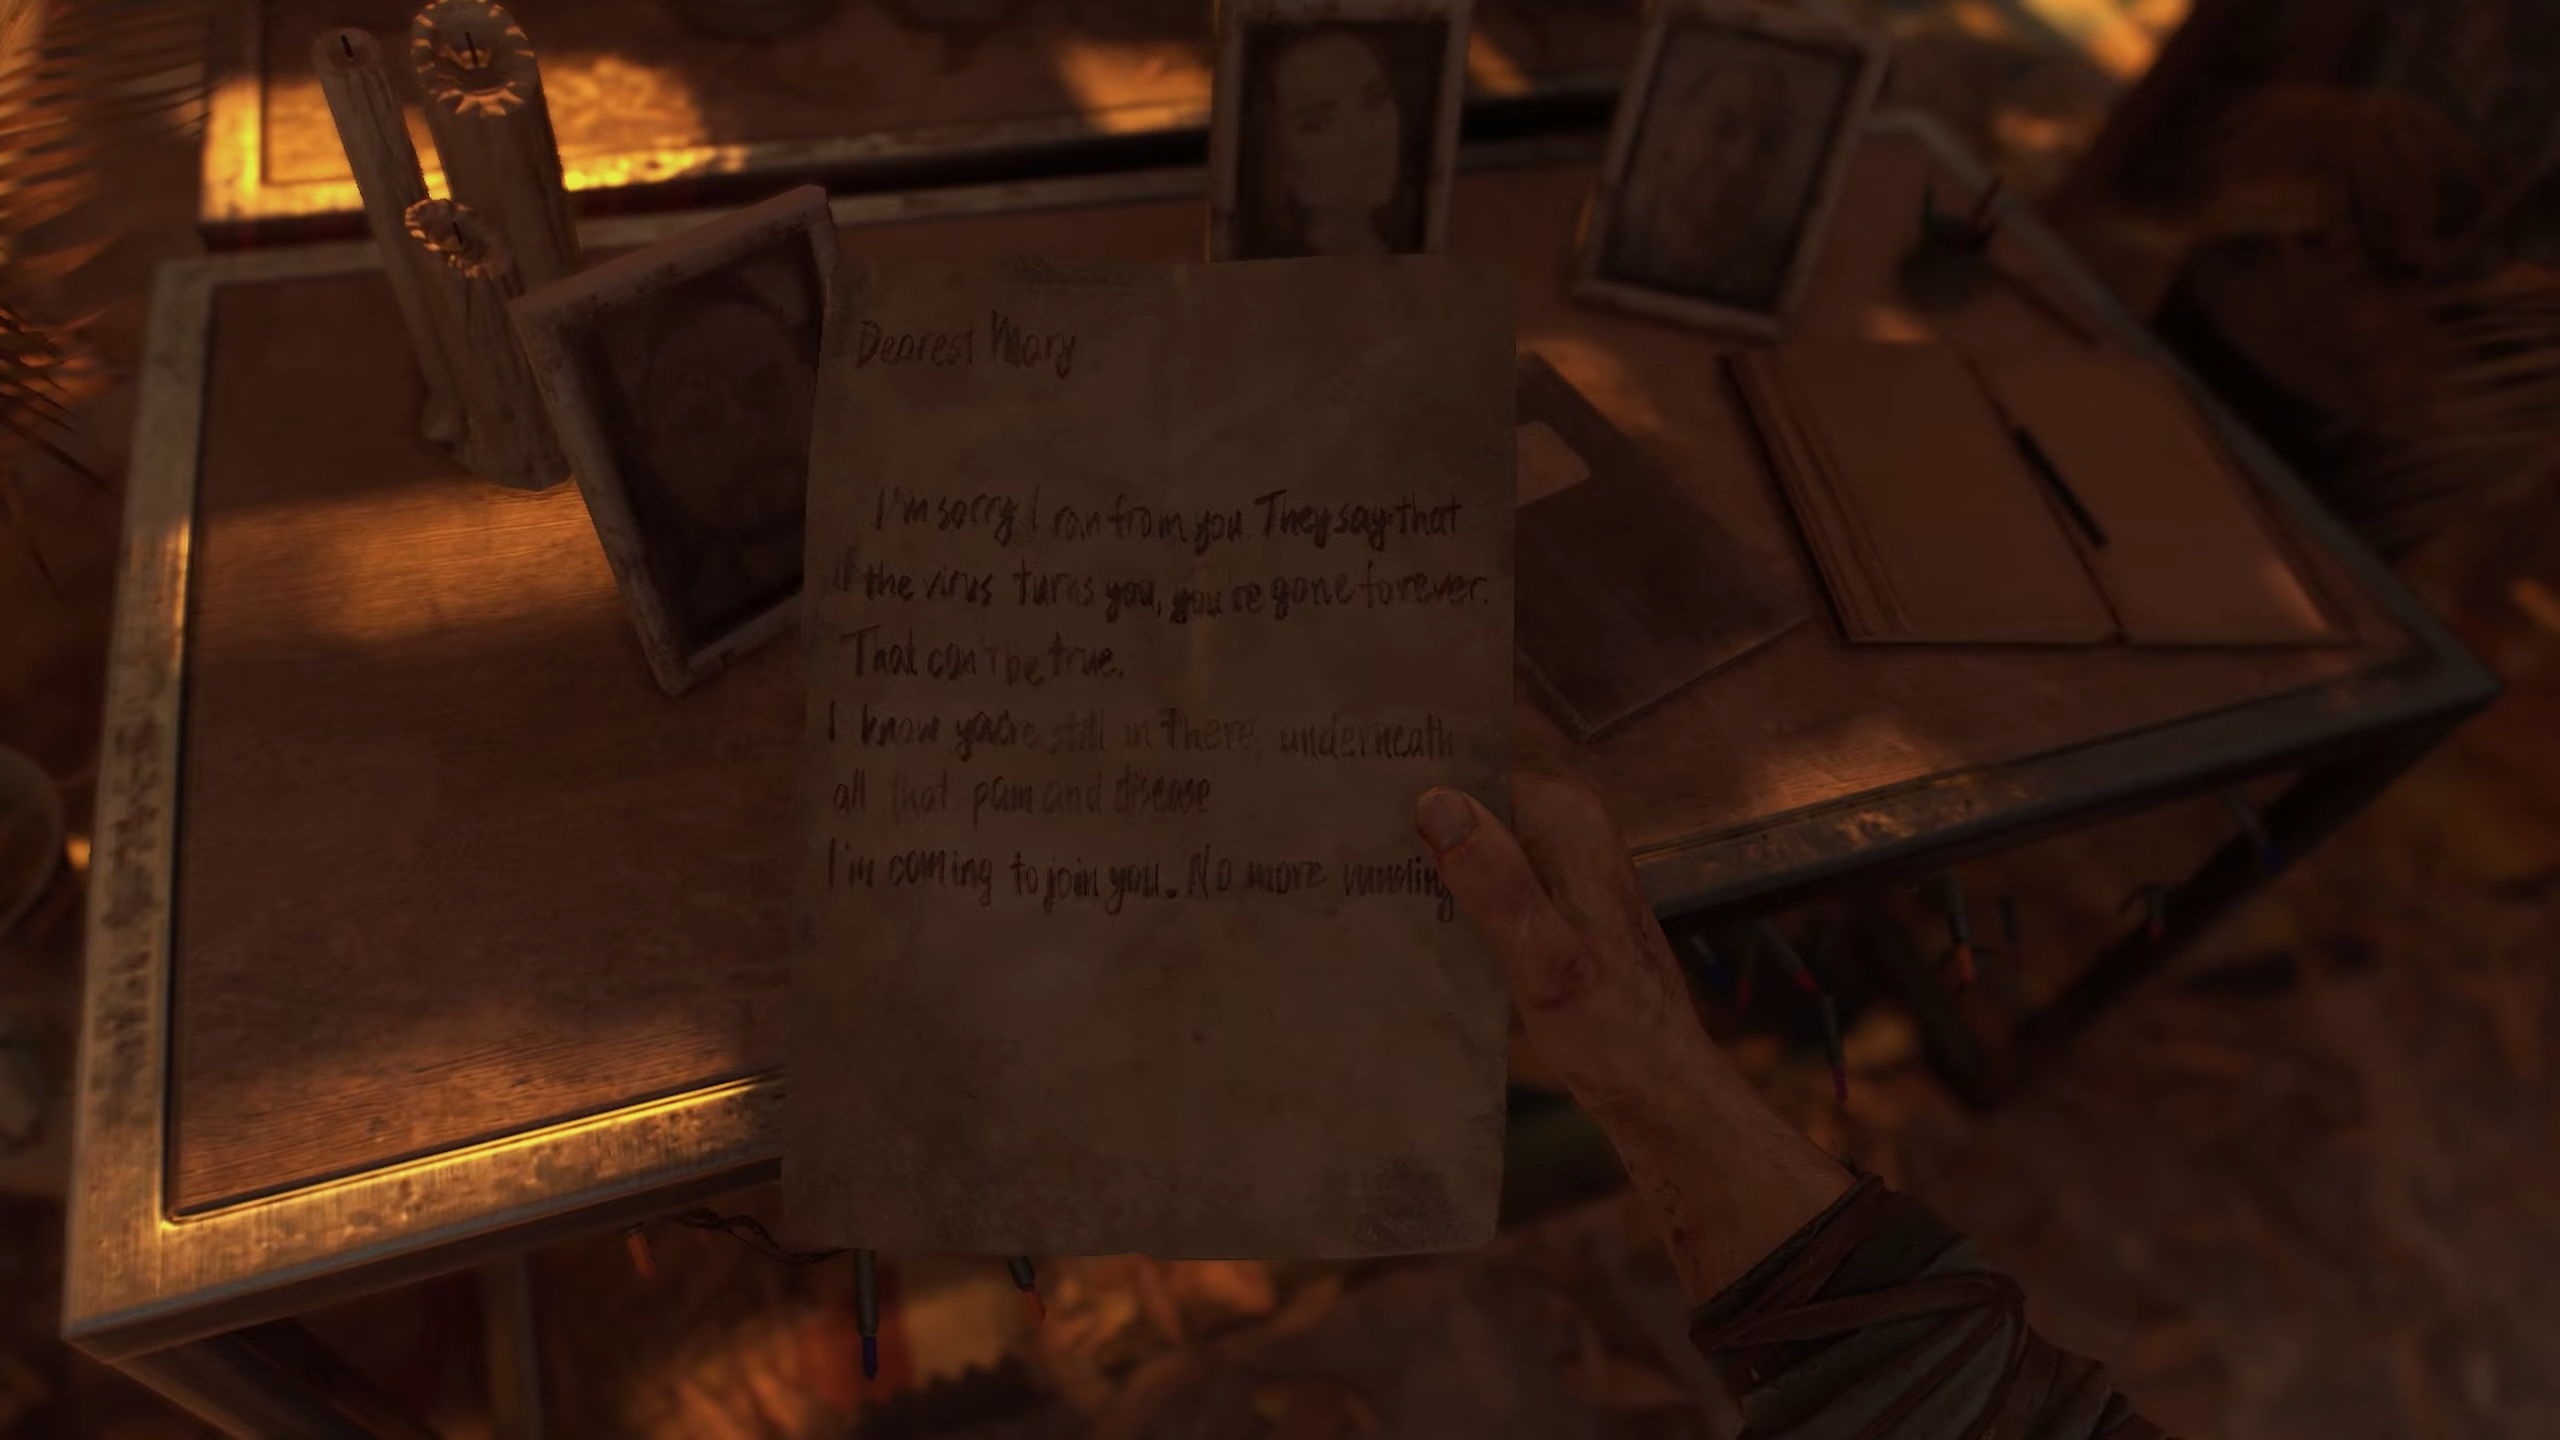 Dearest Mary
I'm sorry I ran from you. They say that
if the virus turns you, you're gone forever.
That can't be true.
I know you're still in there, underneath
all that pain and disease
I'm coming to join you. No more running